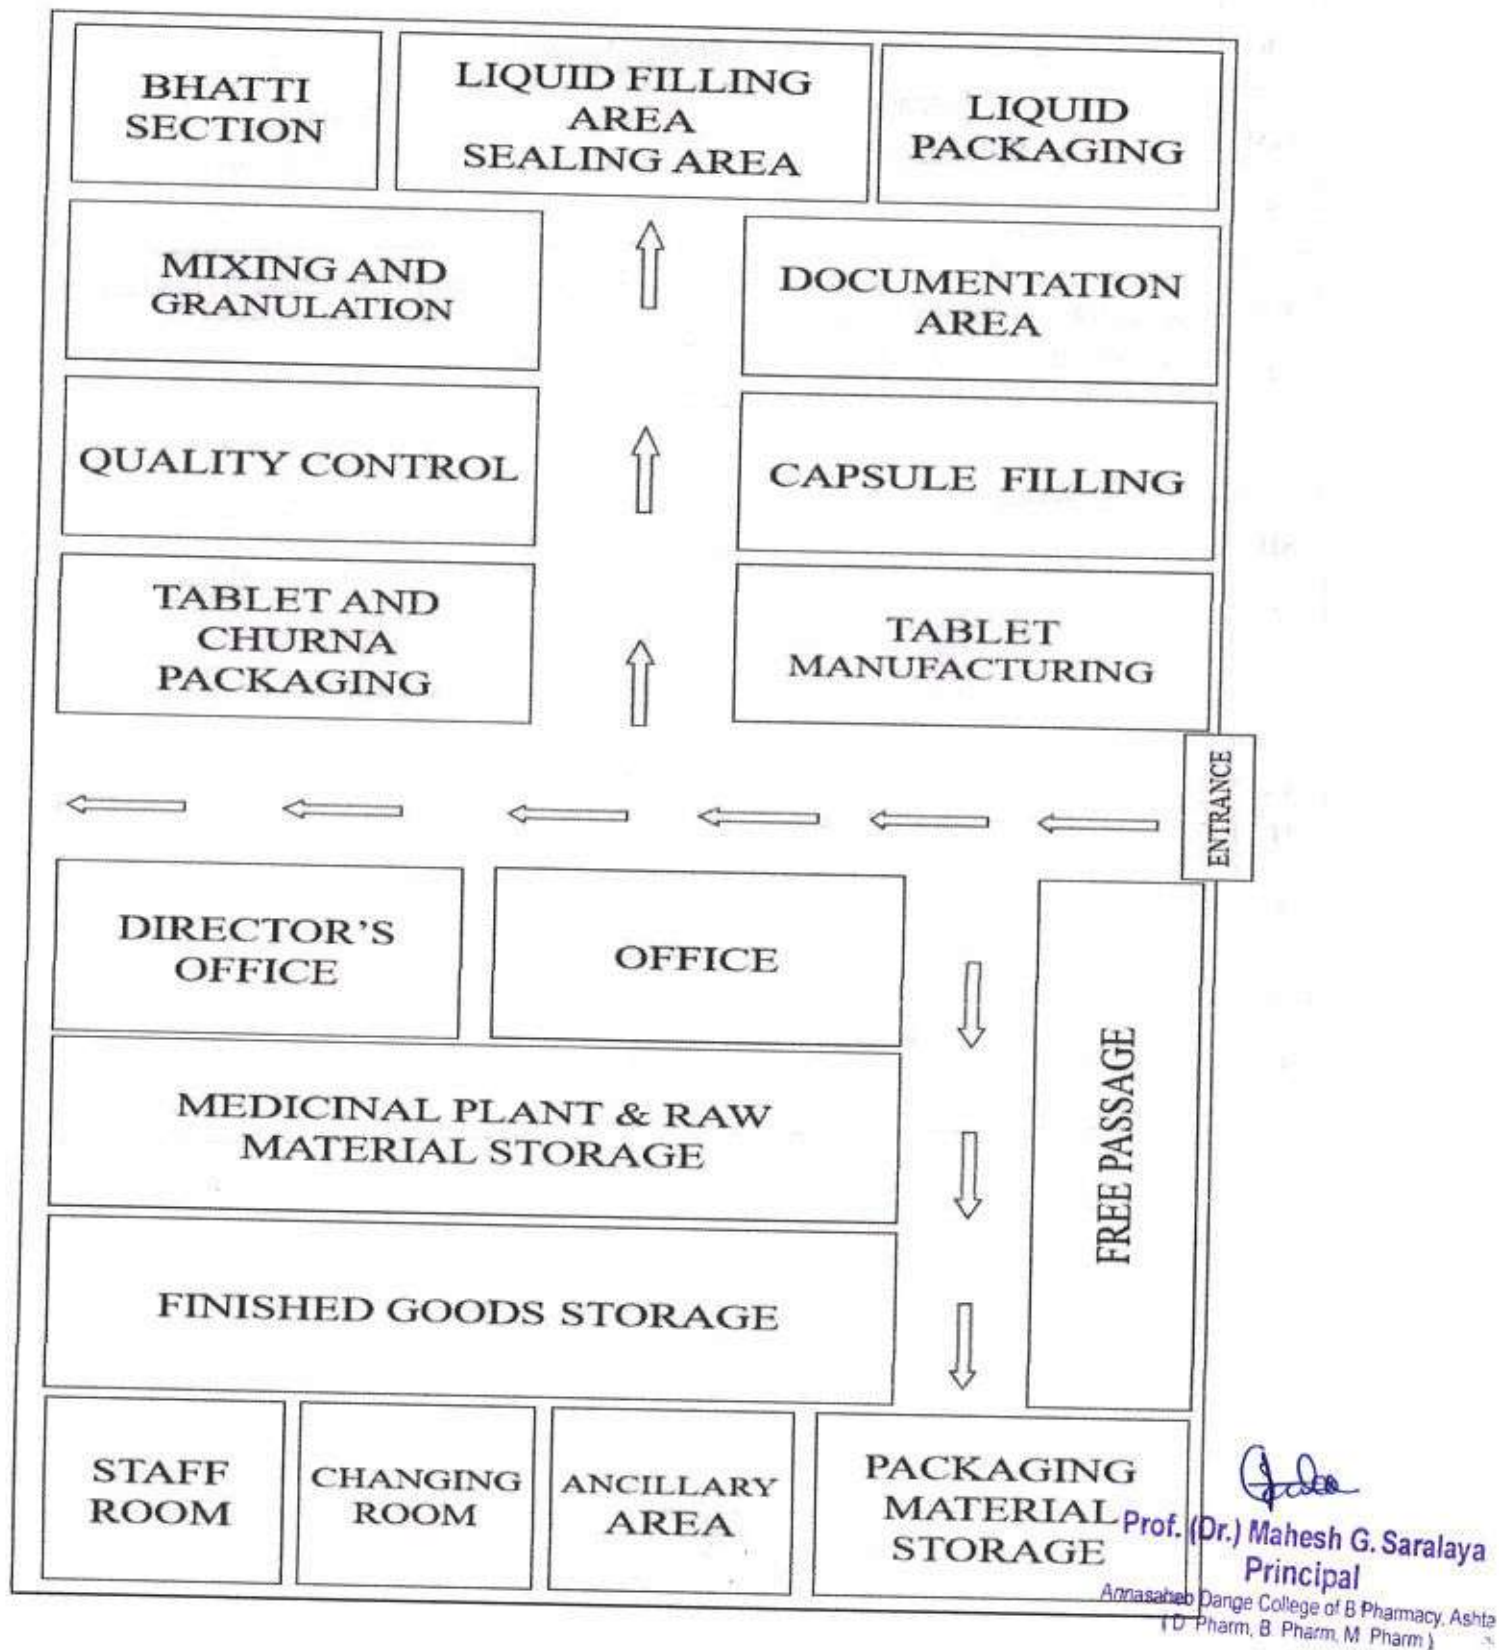 BHATTI
SECTION
LIQUID FILLING
AREA
SEALING AREA
LIQUID
PACKAGING
MIXING AND
GRANULATION
DOCUMENTATION
AREA
QUALITY CONTROL
CAPSULE FILLING
TABLET AND
CHURNA
PACKAGING
TABLET
MANUFACTURING
ENTRANCE
DIRECTOR’S
OFFICE
OFFICE
FREE PASSAGE
MEDICINAL PLANT & RAW
MATERIAL STORAGE
FINISHED GOODS STORAGE
STAFF
ROOM
CHANGING
ROOM
ANCILLARY
AREA
PACKAGING
MATERIAL
STORAGE
Prof. (Dr.) Mahesh G. Saralaya
Principal
Annasaheb Dange College of B Pharmacy, Ashta
( D Pharm, B Pharm, M Pharm )